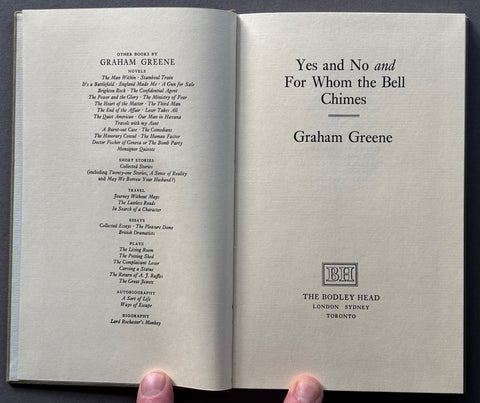 OTHER BOOKS BY
GRAHAM GREENE
NOVELS
The Man Within · Stamboul Train
It's a Battlefield · England Made Me · A Gun for Sale
Brighton Rock · The Confidential Agent
The Power and the Glory · The Ministry of Fear
The Heart of the Matter · The Third Man
The End of the Affair · Loser Takes All
The Quiet American · Our Man in Havana
Travels with my Aunt
A Burnt-out Case · The Comedians
The Honorary Consul · The Human Factor
Doctor Fischer of Geneva or The Bomb Party
Monsignor Quixote
SHORT STORIES
Collected Stories
(including Twenty-one Stories, A Sense of Reality
and May We Borrow Your Husband?)
TRAVEL
Journey Without Maps
The Lawless Roads
In Search of a Character
ESSAYS
Collected Essays · The Pleasure Dome
British Dramatists
PLAYS
The Living Room
The Potting Shed
The Complaisant Lover
Carving a Statue
The Return of A. J. Raffles
The Great Jowett
AUTOBIOGRAPHY
A Sort of Life
Ways of Escape
BIOGRAPHY
Lord Rochester's Monkey
Yes and No and
For Whom the Bell
Chimes
Graham Greene
BH
THE BODLEY HEAD
LONDON SYDNEY
TORONTO